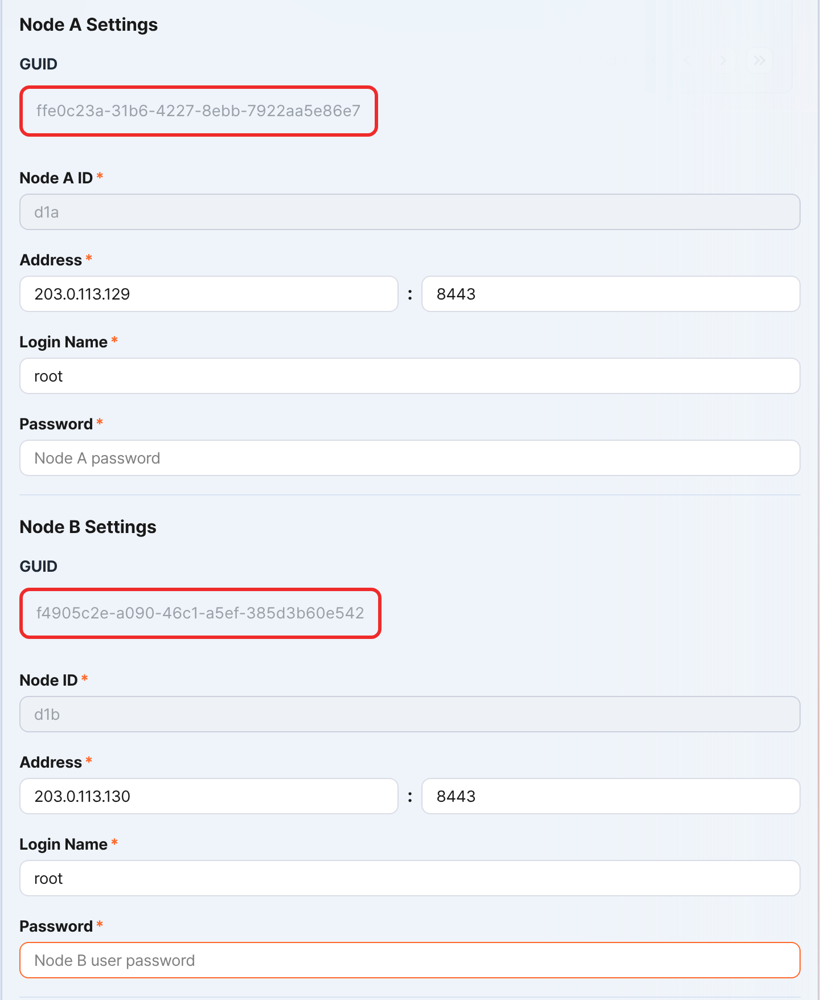 Node A Settings
GUID
ffe0c23a-31b6-4227-8ebb-7922aa5e86e7
Node A ID *
d1a
Address *
203.0.113.129 : 8443
Login Name *
root
Password *
Node A password
Node B Settings
GUID
f4905c2e-a090-46c1-a5ef-385d3b60e542
Node ID *
d1b
Address *
203.0.113.130 : 8443
Login Name *
root
Password *
Node B user password